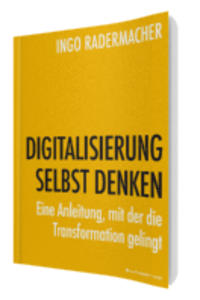 INGO RADERMACHER
DIGITALISIERUNG
SELBST DENKEN
Eine Anleitung, mit der die
Transformation gelingt